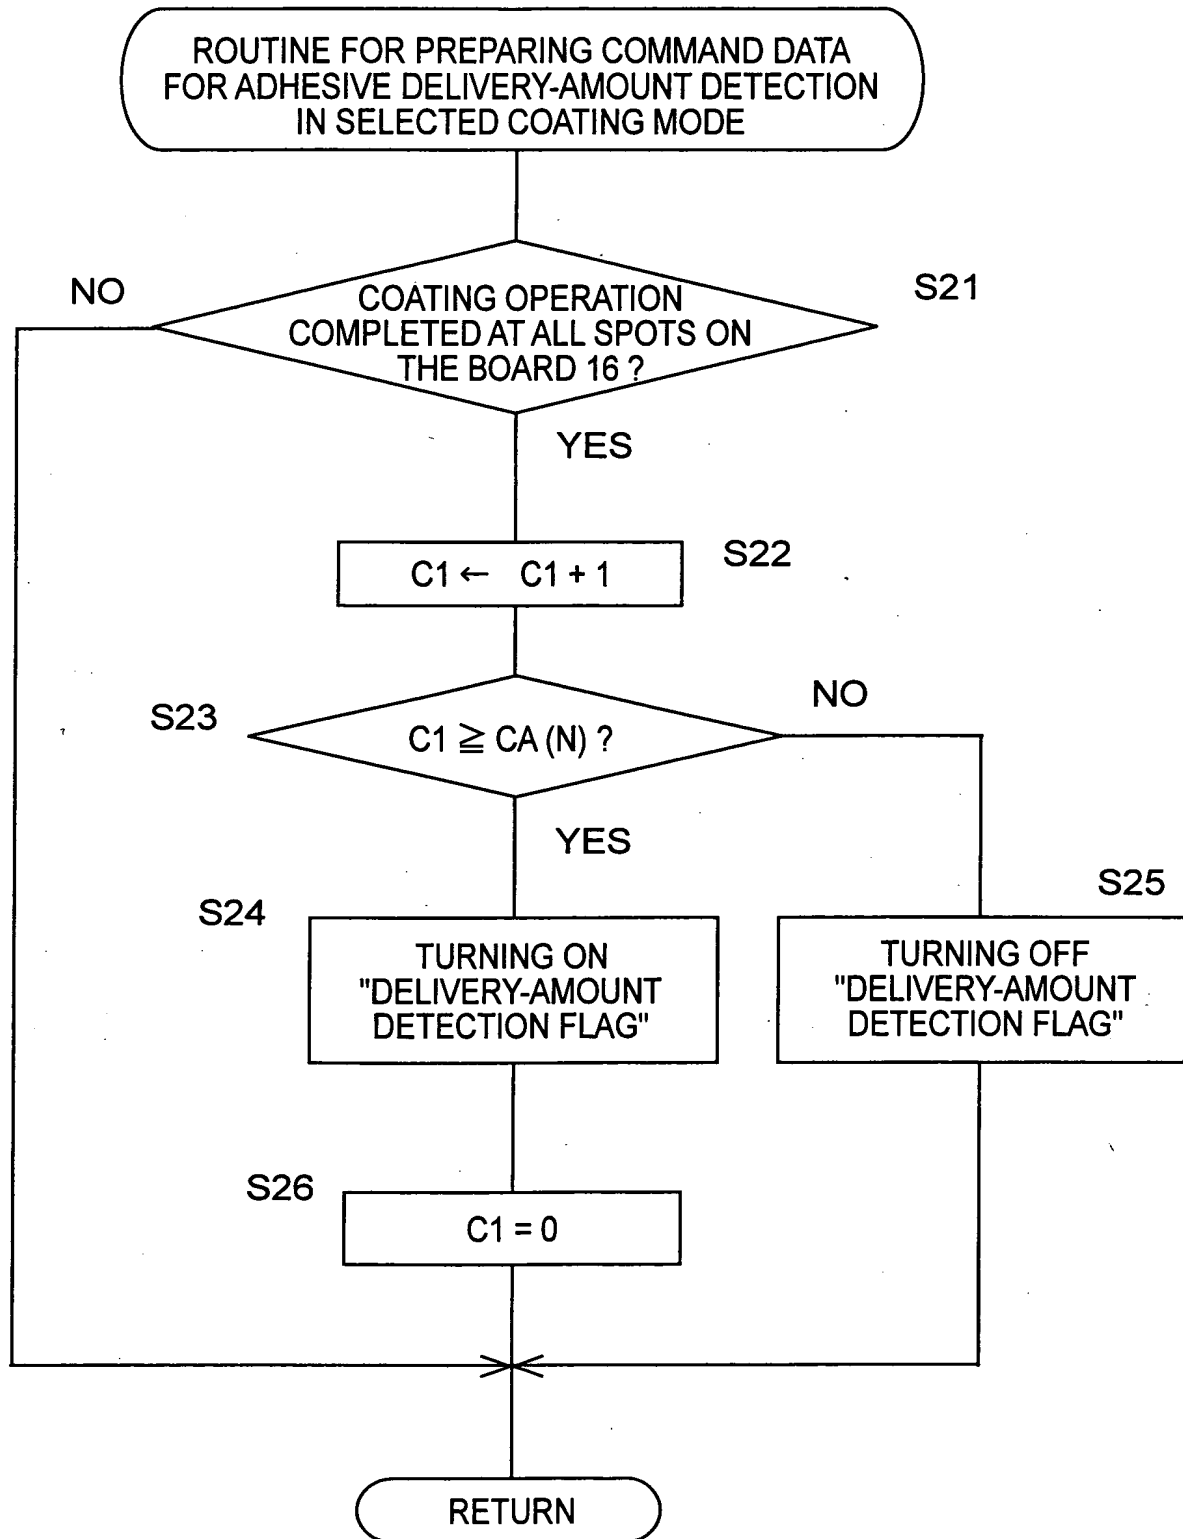 ROUTINE FOR PREPARING COMMAND DATA
FOR ADHESIVE DELIVERY-AMOUNT DETECTION
IN SELECTED COATING MODE
NO
S21
COATING OPERATION
COMPLETED AT ALL SPOTS ON
THE BOARD 16 ?
YES
S22
C1 ← C1 + 1
S23
NO
C1 ≧ CA (N) ?
YES
S24
S25
TURNING ON
"DELIVERY-AMOUNT
DETECTION FLAG"
TURNING OFF
"DELIVERY-AMOUNT
DETECTION FLAG"
S26
C1 = 0
RETURN